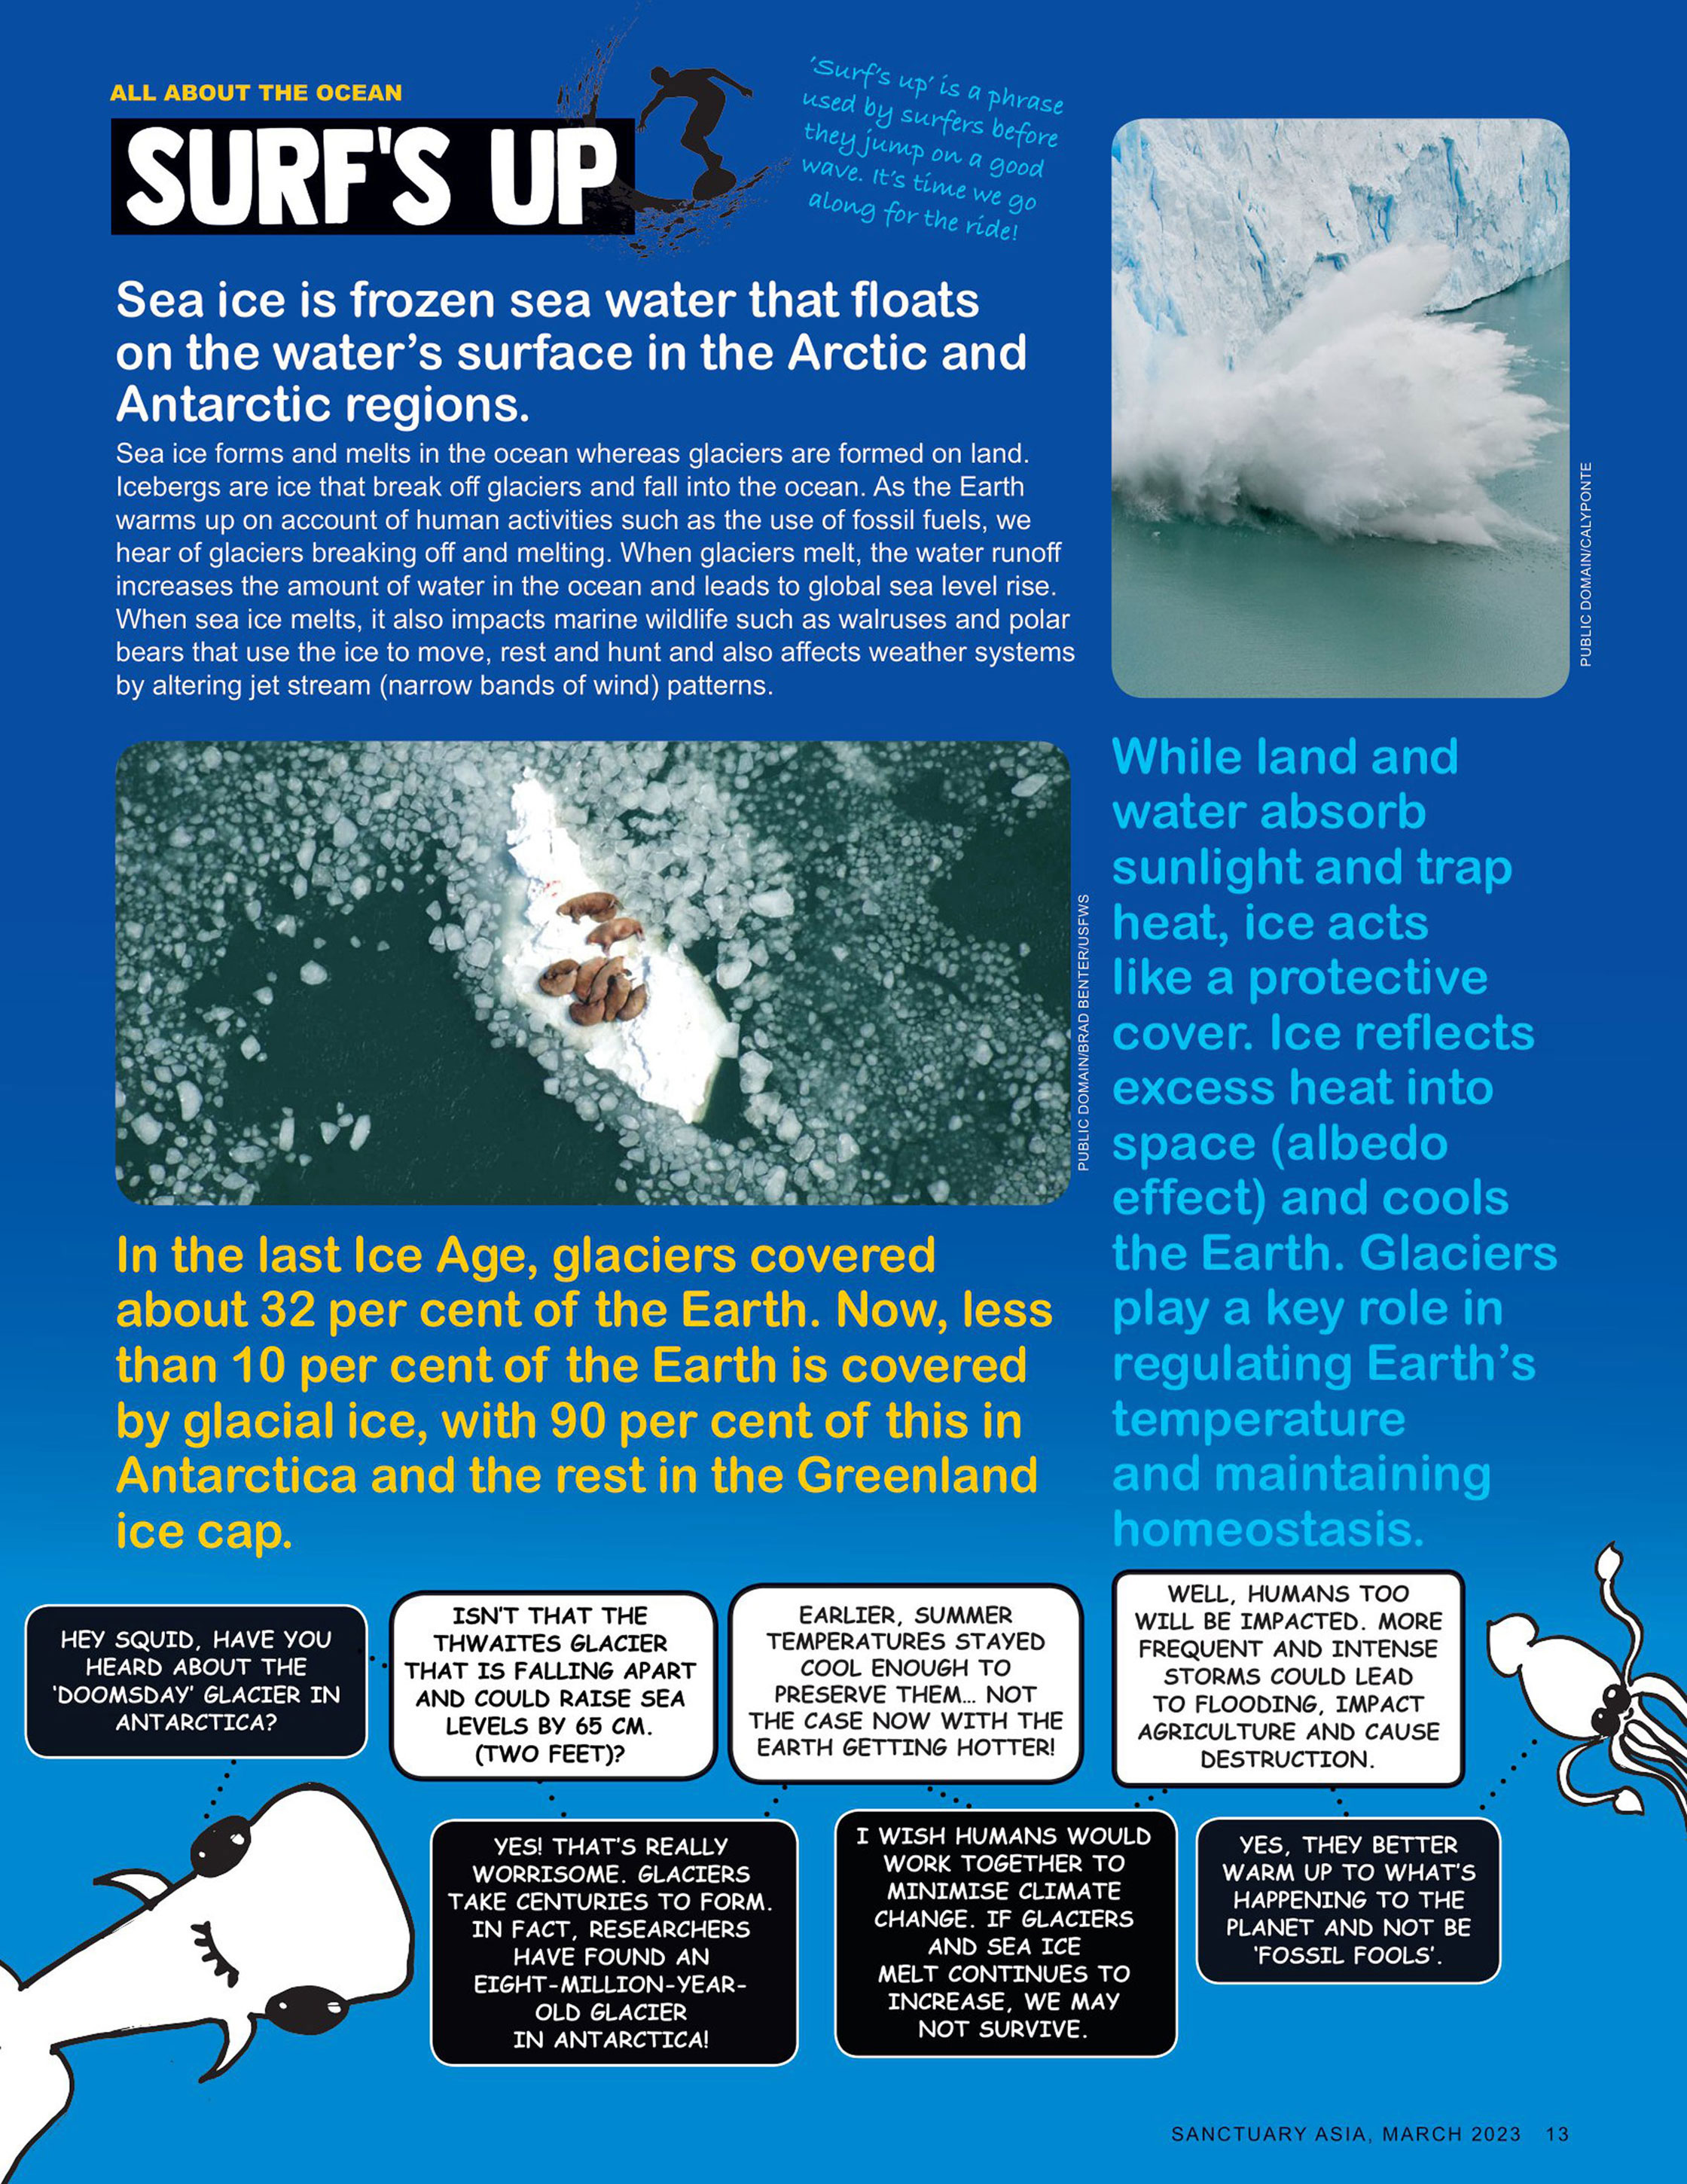 ALL ABOUT THE OCEAN
SURF'S UP
'Surf's up' is a phrase
used by surfers before
they jump on a good
wave. It's time we go
along for the ride!
Sea ice is frozen sea water that floats
on the water's surface in the Arctic and
Antarctic regions.
Sea ice forms and melts in the ocean whereas glaciers are formed on land.
Icebergs are ice that break off glaciers and fall into the ocean. As the Earth
warms up on account of human activities such as the use of fossil fuels, we
hear of glaciers breaking off and melting. When glaciers melt, the water runoff
increases the amount of water in the ocean and leads to global sea level rise.
When sea ice melts, it also impacts marine wildlife such as walruses and polar
bears that use the ice to move, rest and hunt and also affects weather systems
by altering jet stream (narrow bands of wind) patterns.
PUBLIC DOMAIN/CALYPONTE
PUBLIC DOMAIN/BRAD BENTER/USFWS
While land and
water absorb
sunlight and trap
heat, ice acts
like a protective
cover. Ice reflects
excess heat into
space (albedo
effect) and cools
the Earth. Glaciers
play a key role in
regulating Earth's
temperature
and maintaining
homeostasis.
In the last Ice Age, glaciers covered
about 32 per cent of the Earth. Now, less
than 10 per cent of the Earth is covered
by glacial ice, with 90 per cent of this in
Antarctica and the rest in the Greenland
ice cap.
HEY SQUID, HAVE YOU
HEARD ABOUT THE
'DOOMSDAY' GLACIER IN
ANTARCTICA?
ISN'T THAT THE
THWAITES GLACIER
THAT IS FALLING APART
AND COULD RAISE SEA
LEVELS BY 65 CM.
(TWO FEET)?
YES! THAT'S REALLY
WORRISOME. GLACIERS
TAKE CENTURIES TO FORM.
IN FACT, RESEARCHERS
HAVE FOUND AN
EIGHT-MILLION-YEAR-
OLD GLACIER
IN ANTARCTICA!
EARLIER, SUMMER
TEMPERATURES STAYED
COOL ENOUGH TO
PRESERVE THEM... NOT
THE CASE NOW WITH THE
EARTH GETTING HOTTER!
I WISH HUMANS WOULD
WORK TOGETHER TO
MINIMISE CLIMATE
CHANGE. IF GLACIERS
AND SEA ICE
MELT CONTINUES TO
INCREASE, WE MAY
NOT SURVIVE.
WELL, HUMANS TOO
WILL BE IMPACTED. MORE
FREQUENT AND INTENSE
STORMS COULD LEAD
TO FLOODING, IMPACT
AGRICULTURE AND CAUSE
DESTRUCTION.
YES, THEY BETTER
WARM UP TO WHAT'S
HAPPENING TO THE
PLANET AND NOT BE
'FOSSIL FOOLS'.
SANCTUARY ASIA, MARCH 2023 13